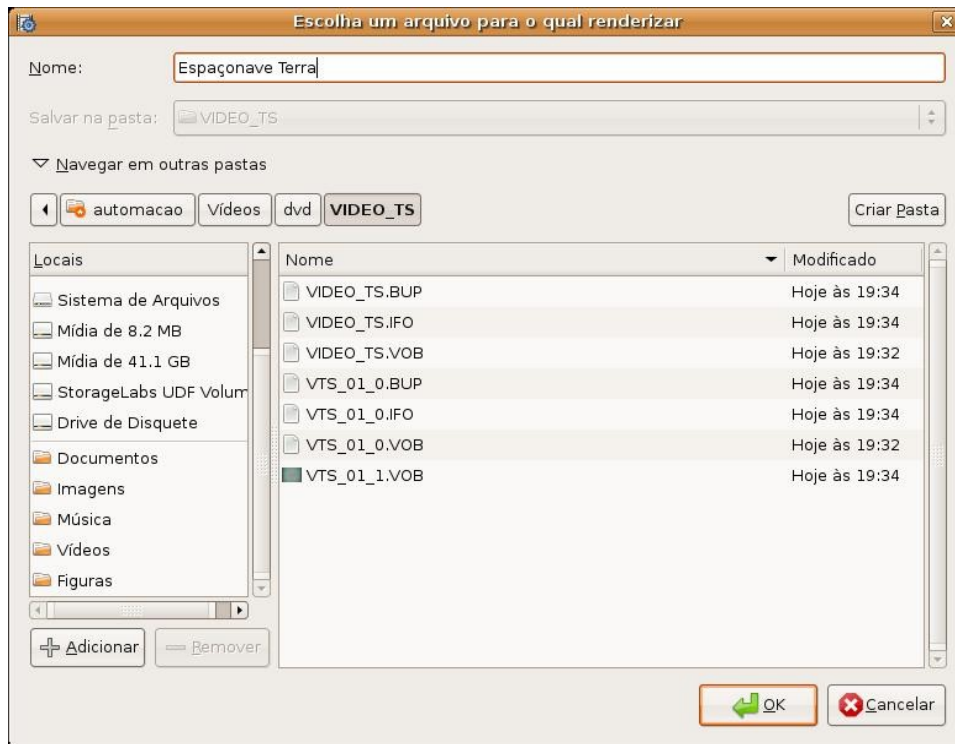 Escolha um arquivo para o qual renderizar
Nome: Espaçonave Terra
Salvar na pasta: VIDEO_TS
Navegar em outras pastas
automacao Vídeos dvd VIDEO_TS Criar Pasta
Locais
Sistema de Arquivos
Mídia de 8.2 MB
Mídia de 41.1 GB
StorageLabs UDF Volum
Drive de Disquete
Documentos
Imagens
Música
Vídeos
Figuras
Adicionar Remover
Nome Modificado
VIDEO_TS.BUP Hoje às 19:34
VIDEO_TS.IFO Hoje às 19:34
VIDEO_TS.VOB Hoje às 19:32
VTS_01_0.BUP Hoje às 19:34
VTS_01_0.IFO Hoje às 19:34
VTS_01_0.VOB Hoje às 19:32
VTS_01_1.VOB Hoje às 19:34
OK Cancelar